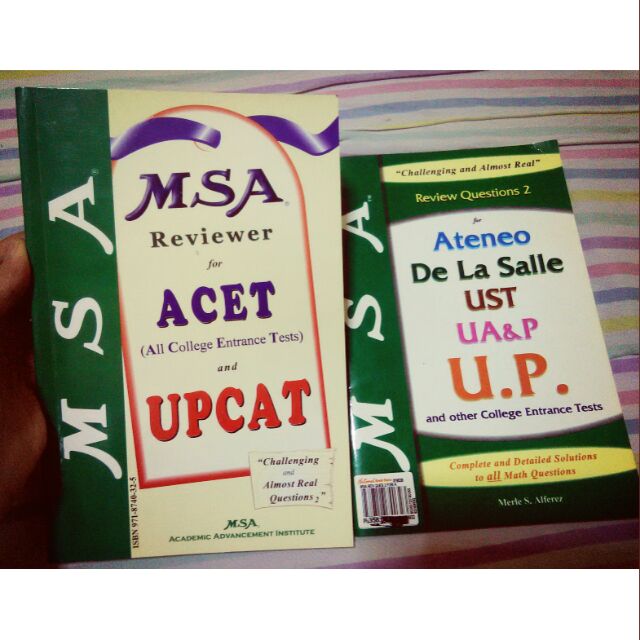 MSA
MSA®
Reviewer
for
ACET
(All College Entrance Tests)
and
UPCAT
"Challenging
and
Almost Real
Questions 2"
MSA®
ACADEMIC ADVANCEMENT INSTITUTE
ISBN 971-8740-32-5
MSA
"Challenging and Almost Real"
Review Questions 2
for
Ateneo
De La Salle
UST
UA&P
U.P.
and other College Entrance Tests
Complete and Detailed Solutions
to all Math Questions
Merle S. Alferez